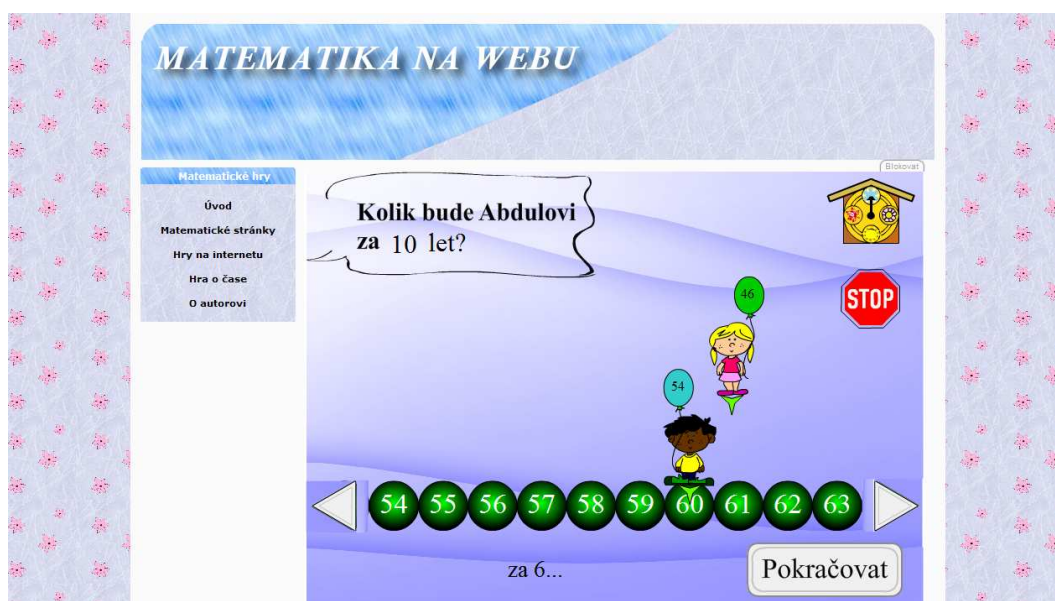 MATEMATIKA NA WEBU
Blokovat
Matematické hry
Úvod
Matematické stránky
Hry na internetu
Hra o čase
O autorovi
Kolik bude Abdulovi
za 10 let?
STOP
46
54
54 55 56 57 58 59 60 61 62 63
za 6...
Pokračovat